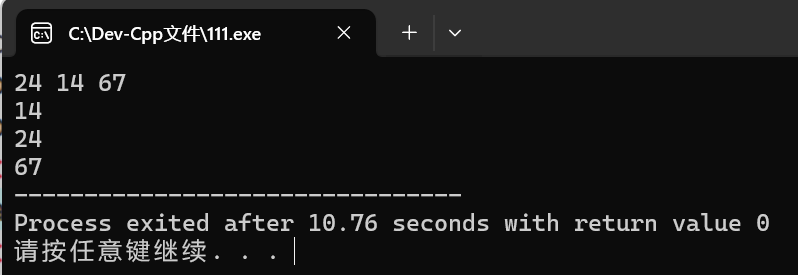 C:\Dev-Cpp文件\111.exe
24 14 67
14
24
67
--------------------------------
Process exited after 10.76 seconds with return value 0
请按任意键继续. . .